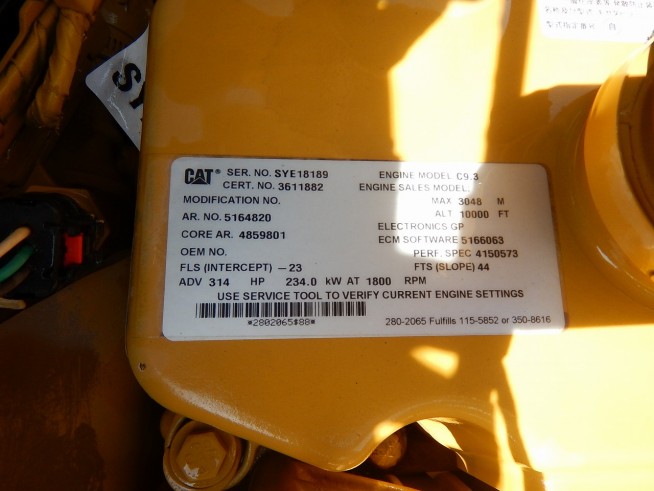 SY
CAT® SER. NO. SYE18189 ENGINE MODEL C9.3
CERT. NO. 3611882 ENGINE SALES MODEL
MODIFICATION NO. MAX 3048 M
AR. NO. 5164820 ALT 10000 FT
ELECTRONICS GP
CORE AR. 4859801 ECM SOFTWARE 5166063
OEM NO. PERF. SPEC 4150573
FLS (INTERCEPT) -23 FTS (SLOPE) 44
ADV 314 HP 234.0 kW AT 1800 RPM
USE SERVICE TOOL TO VERIFY CURRENT ENGINE SETTINGS
*2802065$88* 280-2065 Fulfills 115-5852 or 350-8616